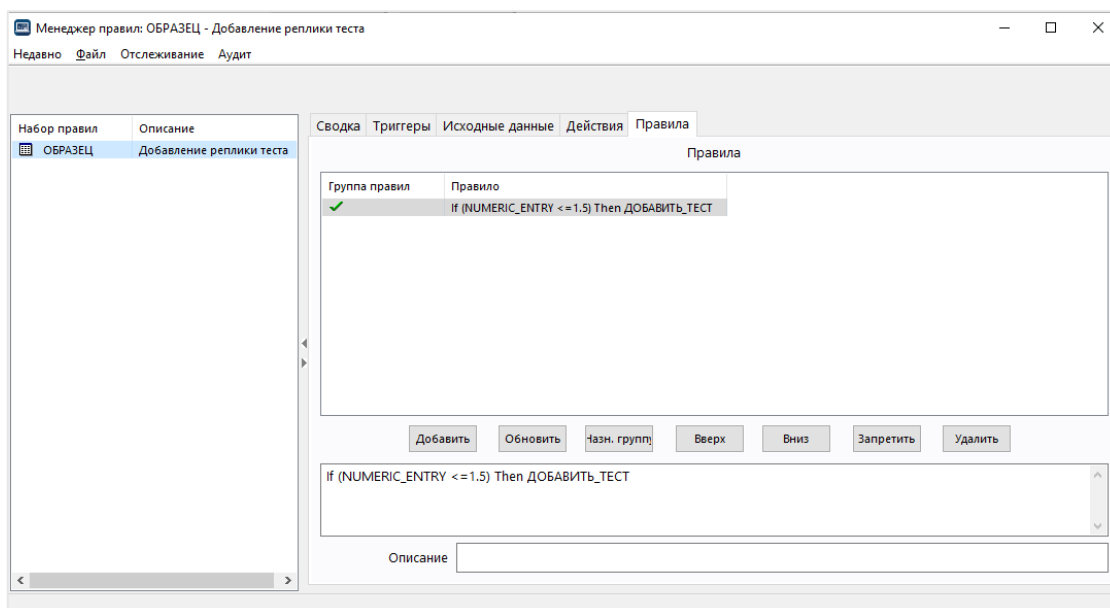 Менеджер правил: ОБРАЗЕЦ - Добавление реплики теста
Недавно Файл Отслеживание Аудит
Набор правил Описание
ОБРАЗЕЦ Добавление реплики теста
Сводка Триггеры Исходные данные Действия Правила
Правила
Группа правил Правило
If (NUMERIC_ENTRY <=1.5) Then ДОБАВИТЬ_ТЕСТ
Добавить Обновить Назн. групп Вверх Вниз Запретить Удалить
If (NUMERIC_ENTRY <=1.5) Then ДОБАВИТЬ_ТЕСТ
Описание